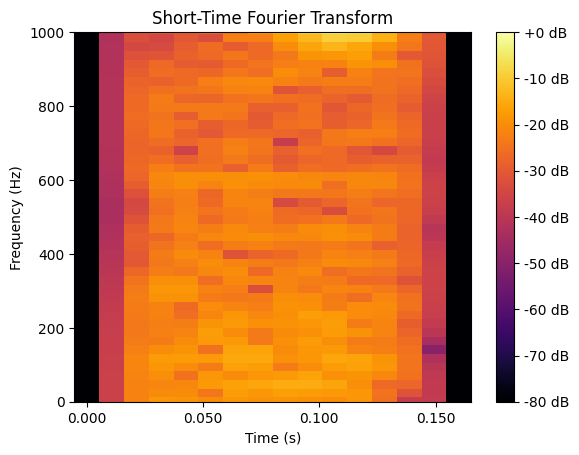 Short-Time Fourier Transform
Frequency (Hz)
1000
800
600
400
200
0
0.000
0.050
0.100
0.150
Time (s)
+0 dB
-10 dB
-20 dB
-30 dB
-40 dB
-50 dB
-60 dB
-70 dB
-80 dB